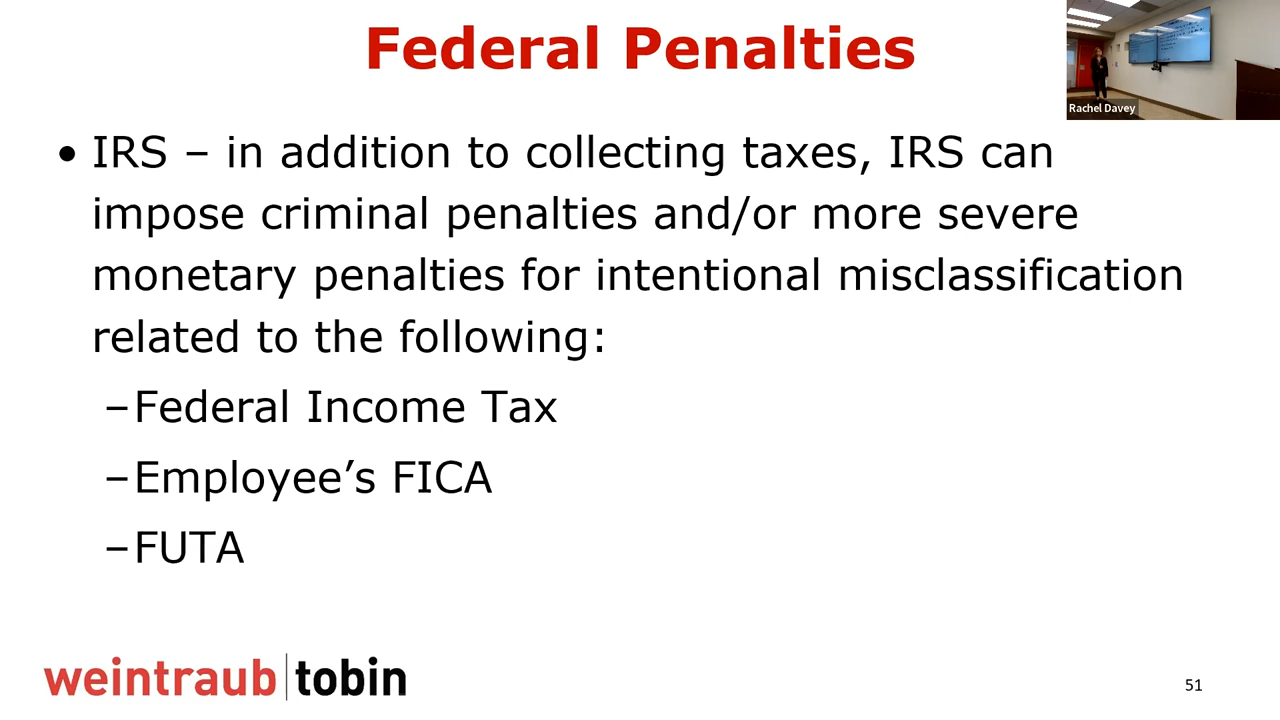 Federal Penalties
Rachel Davey
• IRS – in addition to collecting taxes, IRS can
impose criminal penalties and/or more severe
monetary penalties for intentional misclassification
related to the following:
–Federal Income Tax
–Employee’s FICA
–FUTA
weintraub|tobin
51